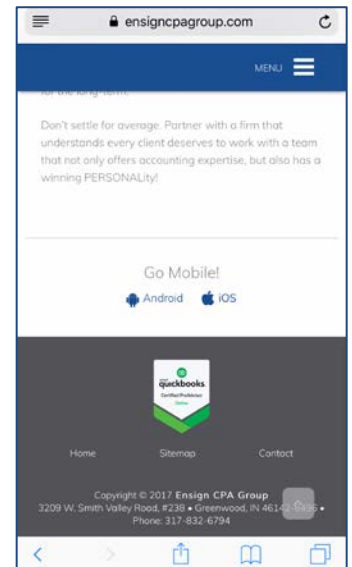 ensigncpagroup.com
MENU
for the long-term.
Don't settle for average. Partner with a firm that
understands every client deserves to work with a team
that not only offers accounting expertise, but also has a
winning PERSONALity!
Go Mobile!
Android iOS
quickbooks
Certified ProAdvisor
Online
Home Sitemap Contact
Copyright © 2017 Ensign CPA Group
3209 W. Smith Valley Road, #238 • Greenwood, IN 46142 •
Phone: 317-832-6794